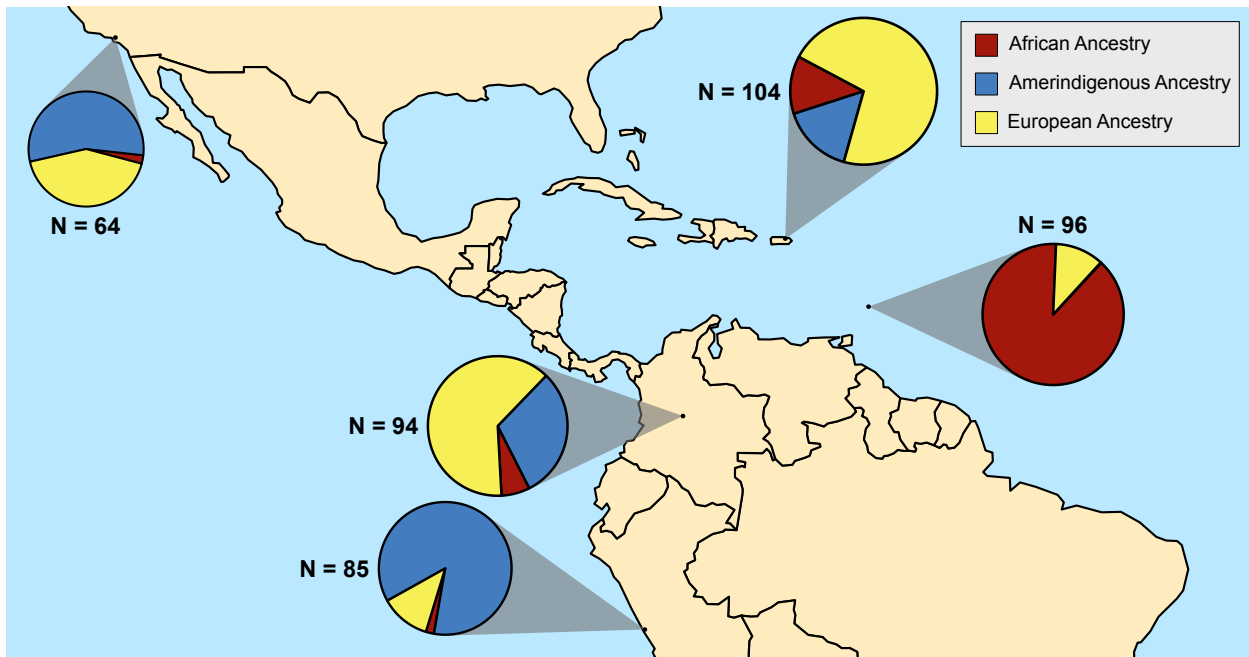 African Ancestry
Amerindigenous Ancestry
European Ancestry
N = 104
N = 64
N = 96
N = 94
N = 85